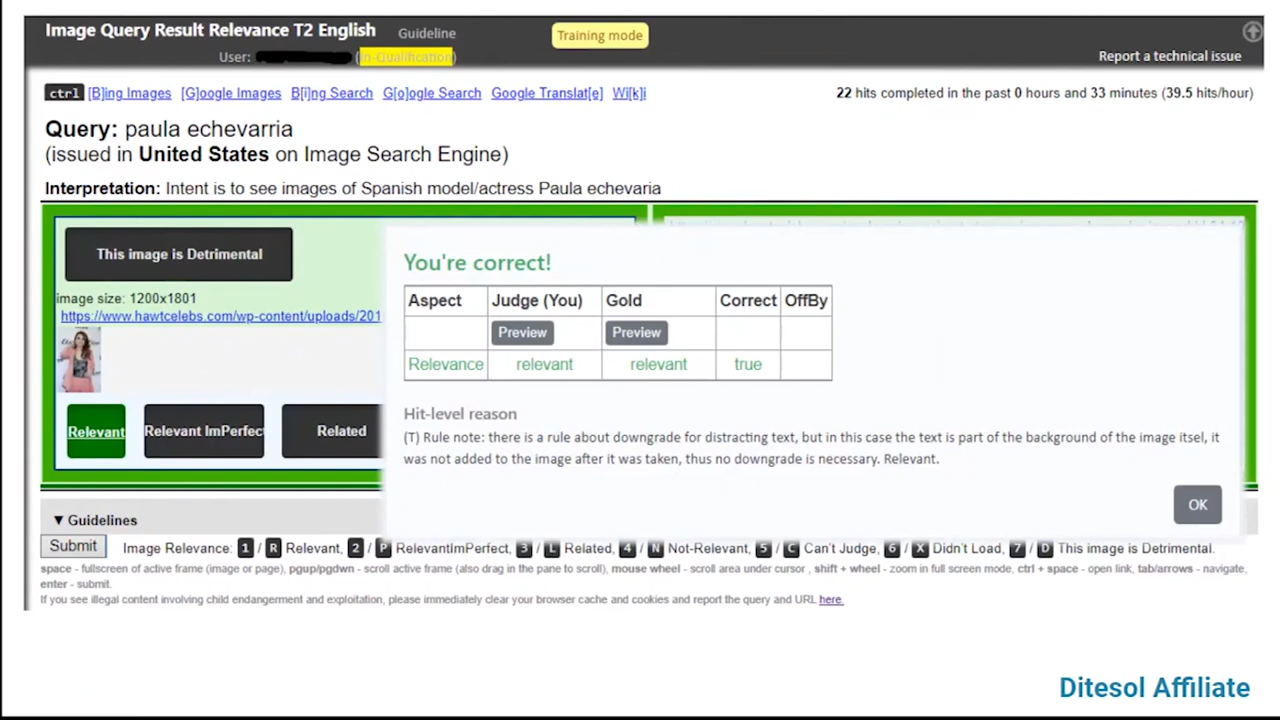 Image Query Result Relevance T2 English Guideline Training mode
User: (In-Qualification)
Report a technical issue
ctrl [B]ing Images [G]oogle Images B[i]ng Search G[o]ogle Search Google Translat[e] Wi[k]i 22 hits completed in the past 0 hours and 33 minutes (39.5 hits/hour)
Query: paula echevarria
(issued in United States on Image Search Engine)
Interpretation: Intent is to see images of Spanish model/actress Paula echevaria
This image is Detrimental
image size: 1200x1801
https://www.hawtcelebs.com/wp-content/uploads/201
Relevant Relevant ImPerfect Related
You're correct!
Aspect Judge (You) Gold Correct OffBy
Preview Preview
Relevance relevant relevant true
Hit-level reason
(T) Rule note: there is a rule about downgrade for distracting text, but in this case the text is part of the background of the image itsel, it
was not added to the image after it was taken, thus no downgrade is necessary. Relevant.
OK
▼ Guidelines
Submit Image Relevance: 1 / R Relevant, 2 / P RelevantImPerfect, 3 / L Related, 4 / N Not-Relevant, 5 / C Can't Judge, 6 / X Didn't Load, 7 / D This image is Detrimental.
space - fullscreen of active frame (image or page), pgup/pgdwn - scroll active frame (also drag in the pane to scroll), mouse wheel - scroll area under cursor , shift + wheel - zoom in full screen mode, ctrl + space - open link, tab/arrows - navigate,
enter - submit.
If you see illegal content involving child endangerment and exploitation, please immediately clear your browser cache and cookies and report the query and URL here.
Ditesol Affiliate